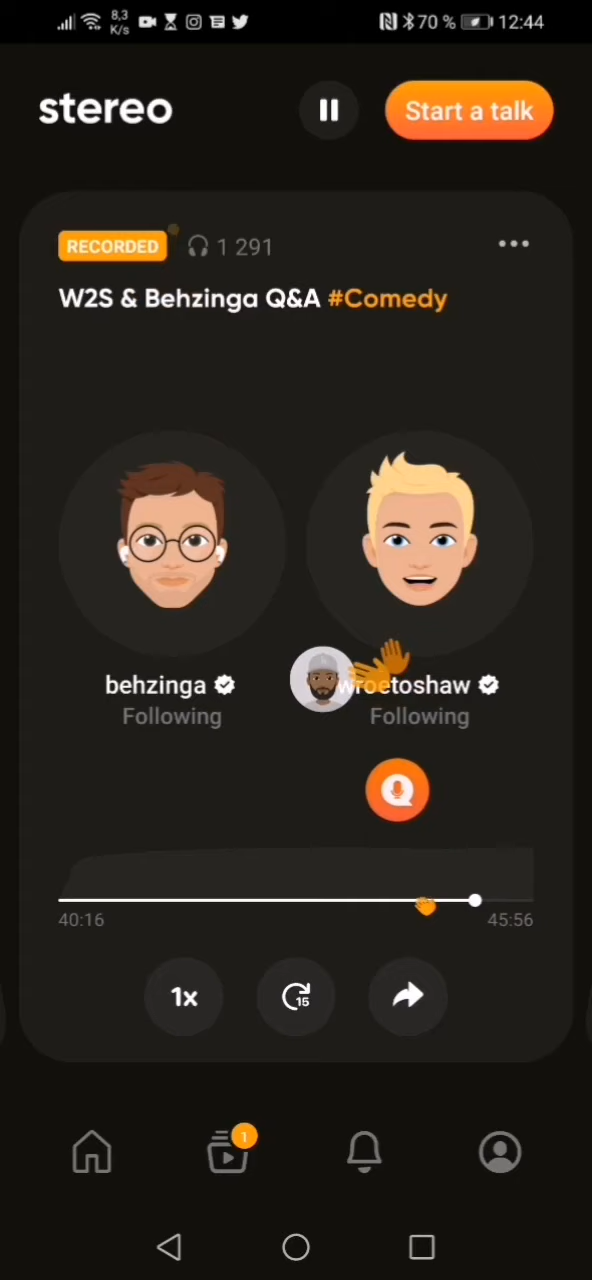 8,3
K/s
70 %
12:44
stereo
Start a talk
RECORDED
1 291
W2S & Behzinga Q&A #Comedy
behzinga
wroetoshaw
Following
Following
40:16
45:56
1x
15
1